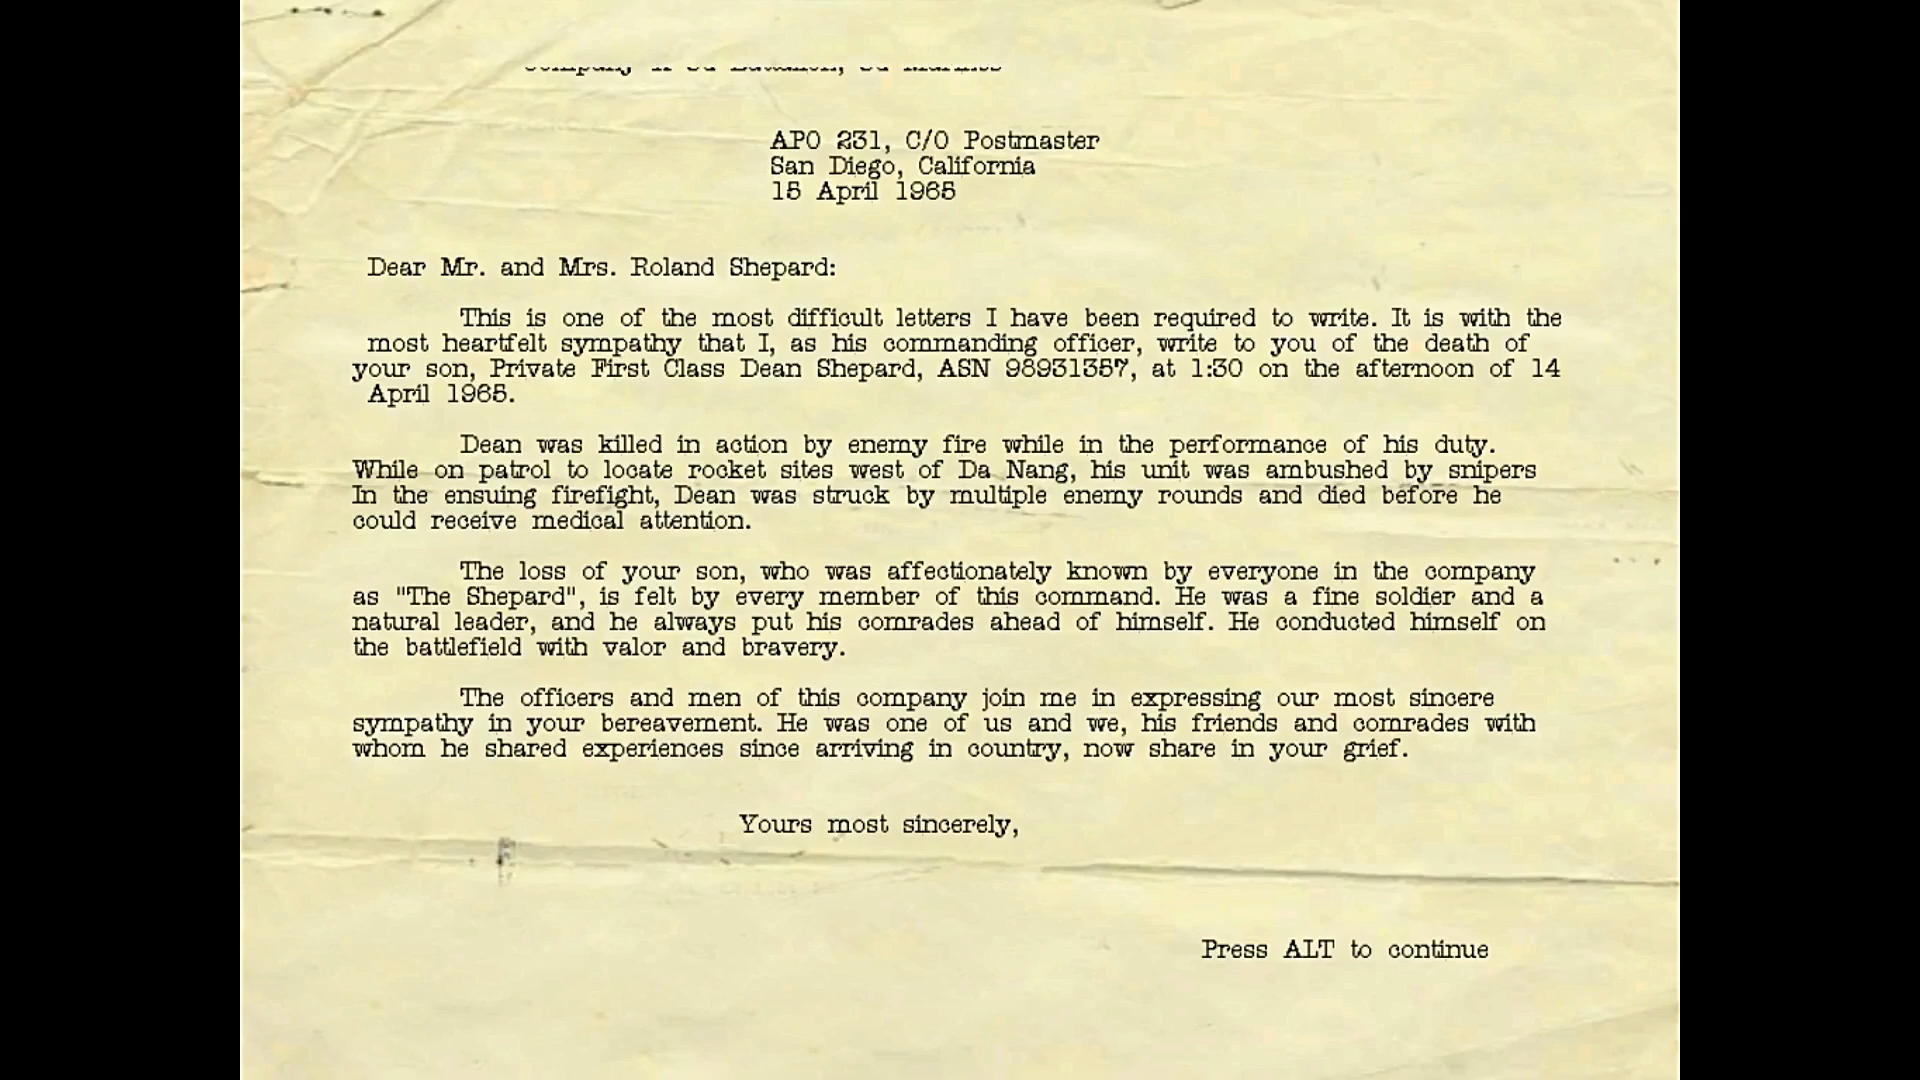 Battalion, 3d Marines
APO 231, C/O Postmaster
San Diego, California
15 April 1965
Dear Mr. and Mrs. Roland Shepard:
This is one of the most difficult letters I have been required to write. It is with the
most heartfelt sympathy that I, as his commanding officer, write to you of the death of
your son, Private First Class Dean Shepard, ASN 98931357, at 1:30 on the afternoon of 14
April 1965.
Dean was killed in action by enemy fire while in the performance of his duty.
While on patrol to locate rocket sites west of Da Nang, his unit was ambushed by snipers
In the ensuing firefight, Dean was struck by multiple enemy rounds and died before he
could receive medical attention.
The loss of your son, who was affectionately known by everyone in the company
as "The Shepard", is felt by every member of this command. He was a fine soldier and a
natural leader, and he always put his comrades ahead of himself. He conducted himself on
the battlefield with valor and bravery.
The officers and men of this company join me in expressing our most sincere
sympathy in your bereavement. He was one of us and we, his friends and comrades with
whom he shared experiences since arriving in country, now share in your grief.
Yours most sincerely,
Press ALT to continue